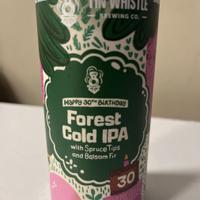 TIN WHISTLE
BREWING CO.
HAPPY 30TH BIRTHDAY
Forest
Cold IPA
with Spruce Tips
and Balsam Fir
30